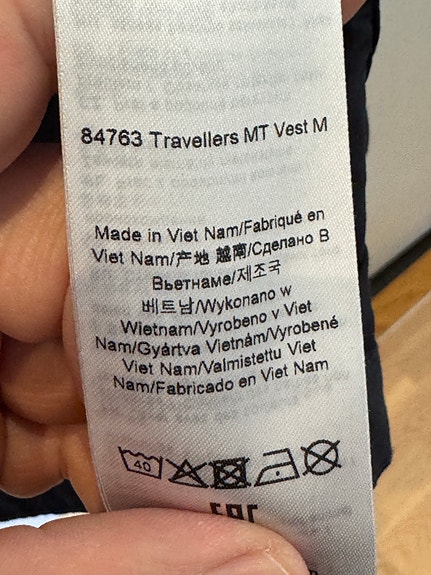 84763 Travellers MT Vest M
Made in Viet Nam/Fabriqué en
Viet Nam/产地 越南/Сделано В
Вьетнаме/제조국
베트남/Wykonano w
Wietnam/Vyrobeno v Viet
Nam/Gyártva Vietnám/Vyrobené
Viet Nam/Valmistettu Viet
Nam/Fabricado en Viet Nam
40
EAC